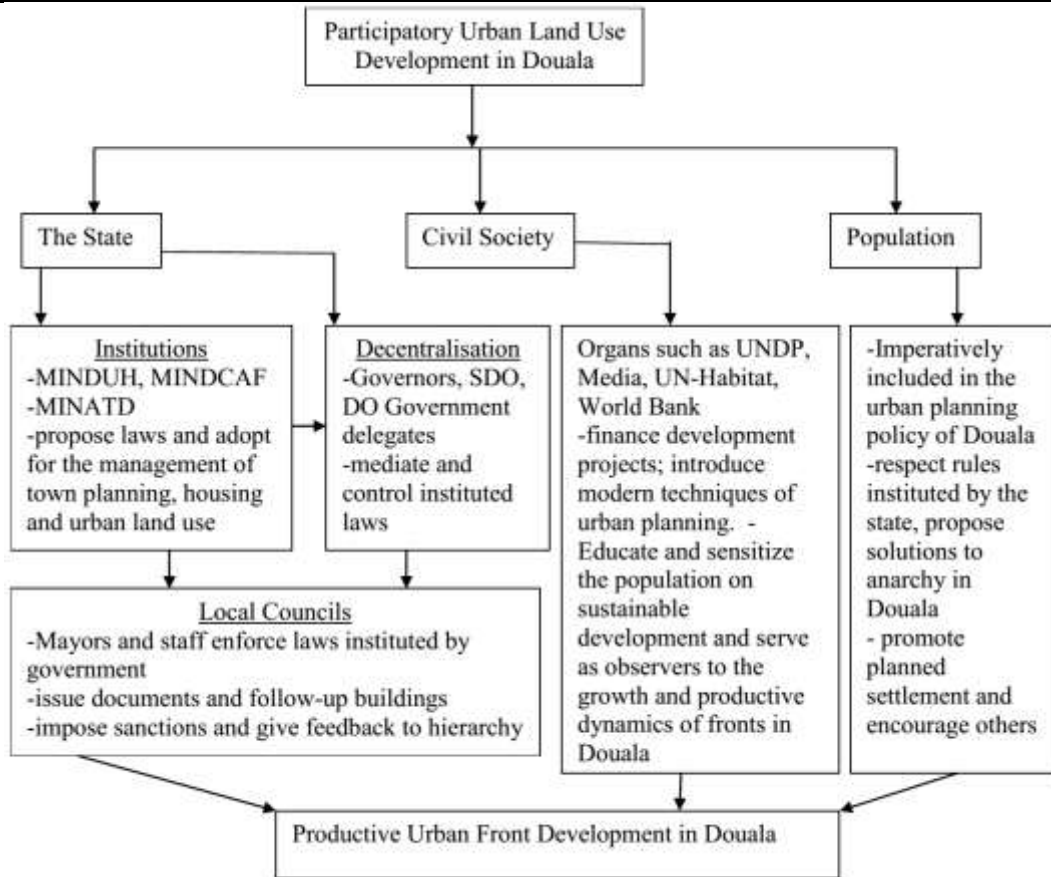 Participatory Urban Land Use
Development in Douala
The State
Civil Society
Population
Institutions
-MINDUH, MINDCAF
-MINATD
-propose laws and adopt
for the management of
town planning, housing
and urban land use
Decentralisation
-Governors, SDO,
DO Government
delegates
-mediate and
control instituted
laws
Organs such as UNDP,
Media, UN-Habitat,
World Bank
-finance development
projects; introduce
modern techniques of
urban planning. -
Educate and sensitize
the population on
sustainable
development and serve
as observers to the
growth and productive
dynamics of fronts in
Douala
-Imperatively
included in the
urban planning
policy of Douala
-respect rules
instituted by the
state, propose
solutions to
anarchy in
Douala
- promote
planned
settlement and
encourage others
Local Councils
-Mayors and staff enforce laws instituted by
government
-issue documents and follow-up buildings
-impose sanctions and give feedback to hierarchy
Productive Urban Front Development in Douala